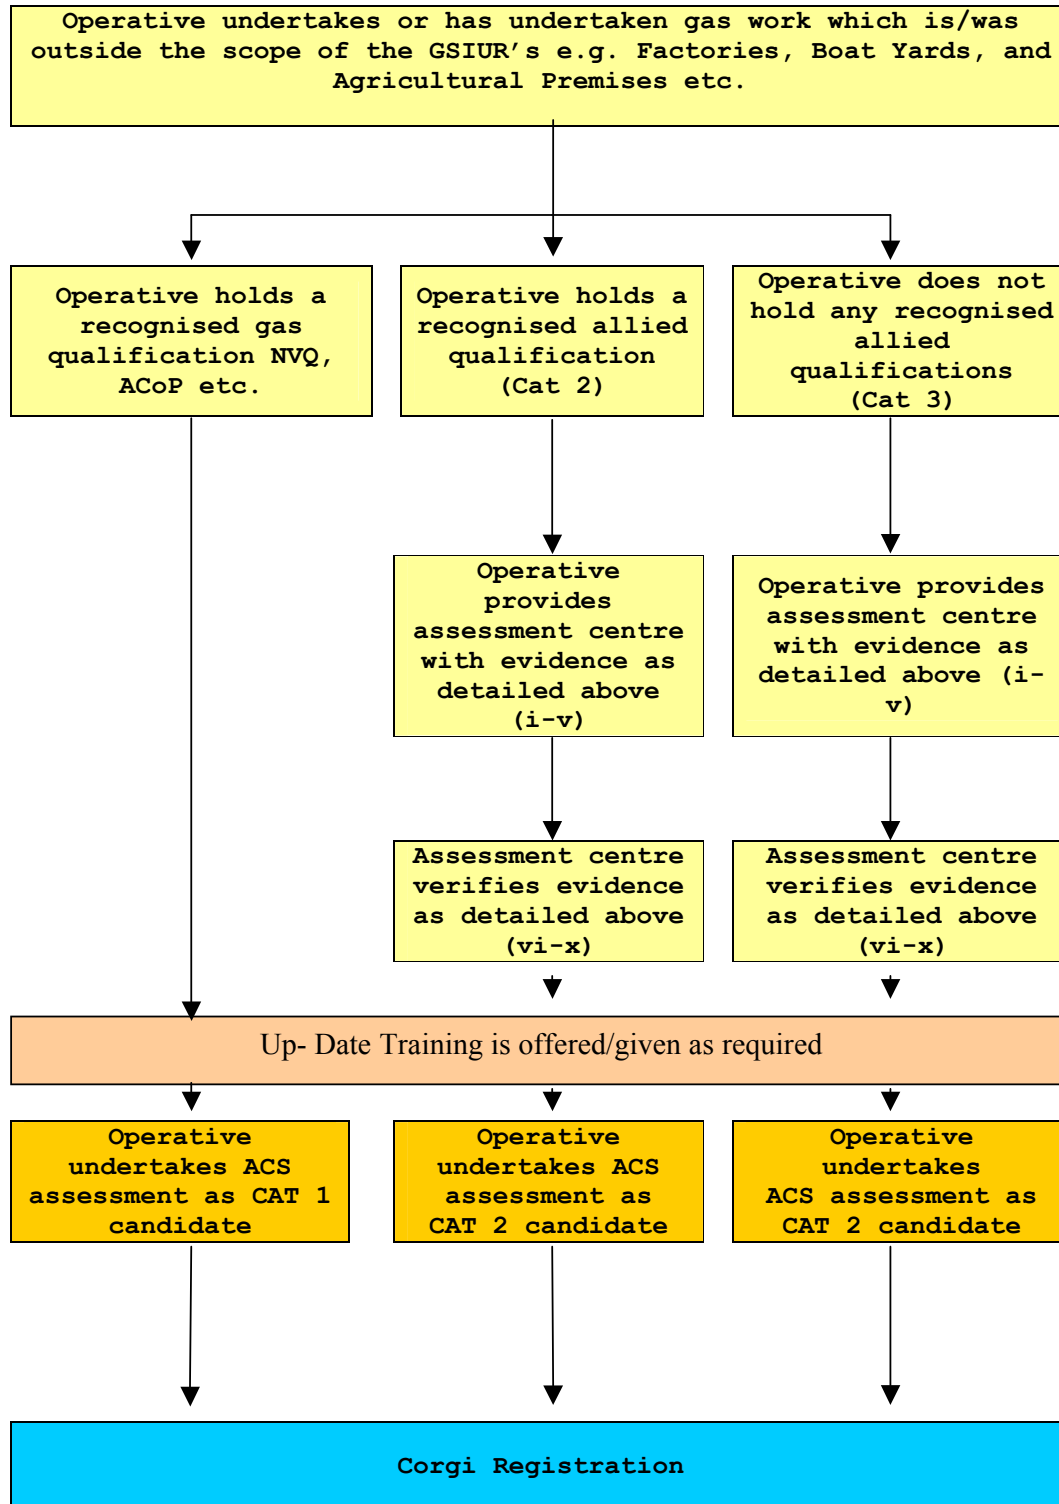 Operative undertakes or has undertaken gas work which is/was
outside the scope of the GSIUR's e.g. Factories, Boat Yards, and
Agricultural Premises etc.
Operative holds a
recognised gas
qualification NVQ,
ACoP etc.
Operative holds a
recognised allied
qualification
(Cat 2)
Operative does not
hold any recognised
allied
qualifications
(Cat 3)
Operative
provides
assessment centre
with evidence as
detailed above
(i-v)
Operative provides
assessment centre
with evidence as
detailed above (i-
v)
Assessment centre
verifies evidence
as detailed above
(vi-x)
Assessment centre
verifies evidence
as detailed above
(vi-x)
Up- Date Training is offered/given as required
Operative
undertakes ACS
assessment as CAT 1
candidate
Operative
undertakes ACS
assessment as
CAT 2 candidate
Operative
undertakes
ACS assessment as
CAT 2 candidate
Corgi Registration